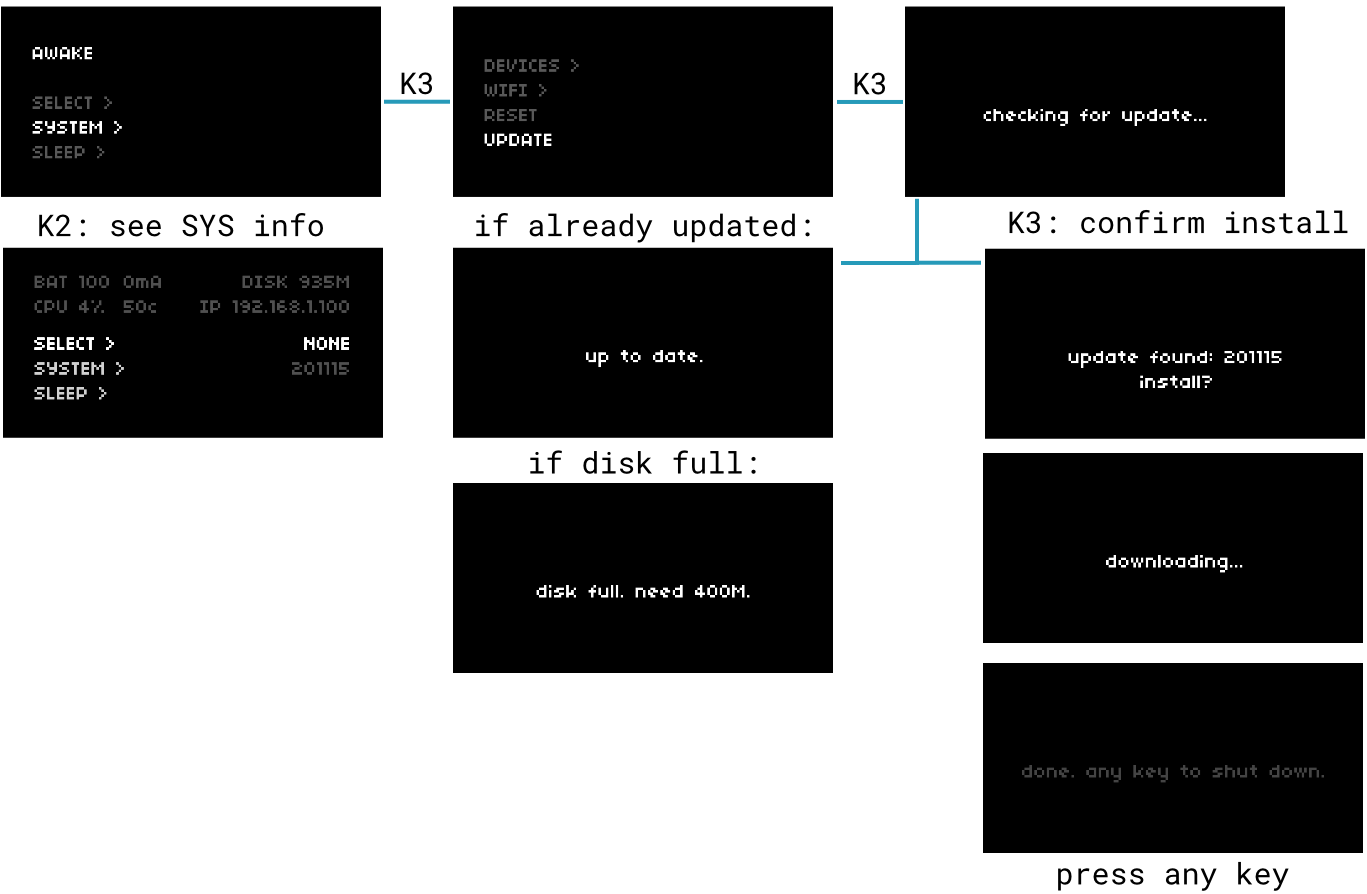 AWAKE
SELECT >
SYSTEM >
SLEEP >
K3
DEVICES >
WIFI >
RESET
UPDATE
K3
checking for update...
K2: see SYS info
BAT 100 0mA DISK 935M
CPU 4% 50c IP 192.168.1.100
SELECT > NONE
SYSTEM > 201115
SLEEP >
if already updated:
up to date.
if disk full:
disk full. need 400M.
K3: confirm install
update found: 201115
install?
downloading...
done. any key to shut down.
press any key